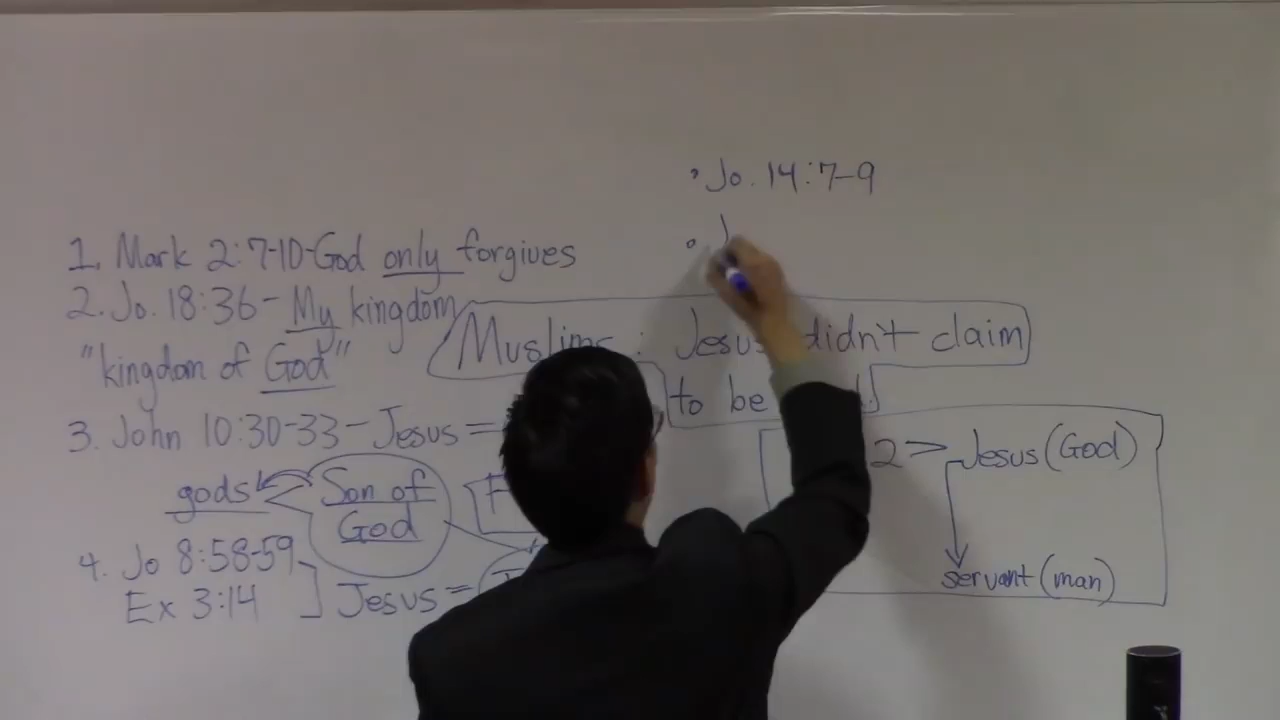 • Jo. 14:7-9
• J
1. Mark 2:7-10-God only forgives
2. Jo. 18:36- My kingdom
"kingdom of God"
Muslims : Jesus didn't claim
to be
3. John 10:30-33- Jesus =
2 > Jesus (God)
gods
Son of
God
F
servant (man)
4. Jo 8:58-59
Ex 3:14
Jesus =